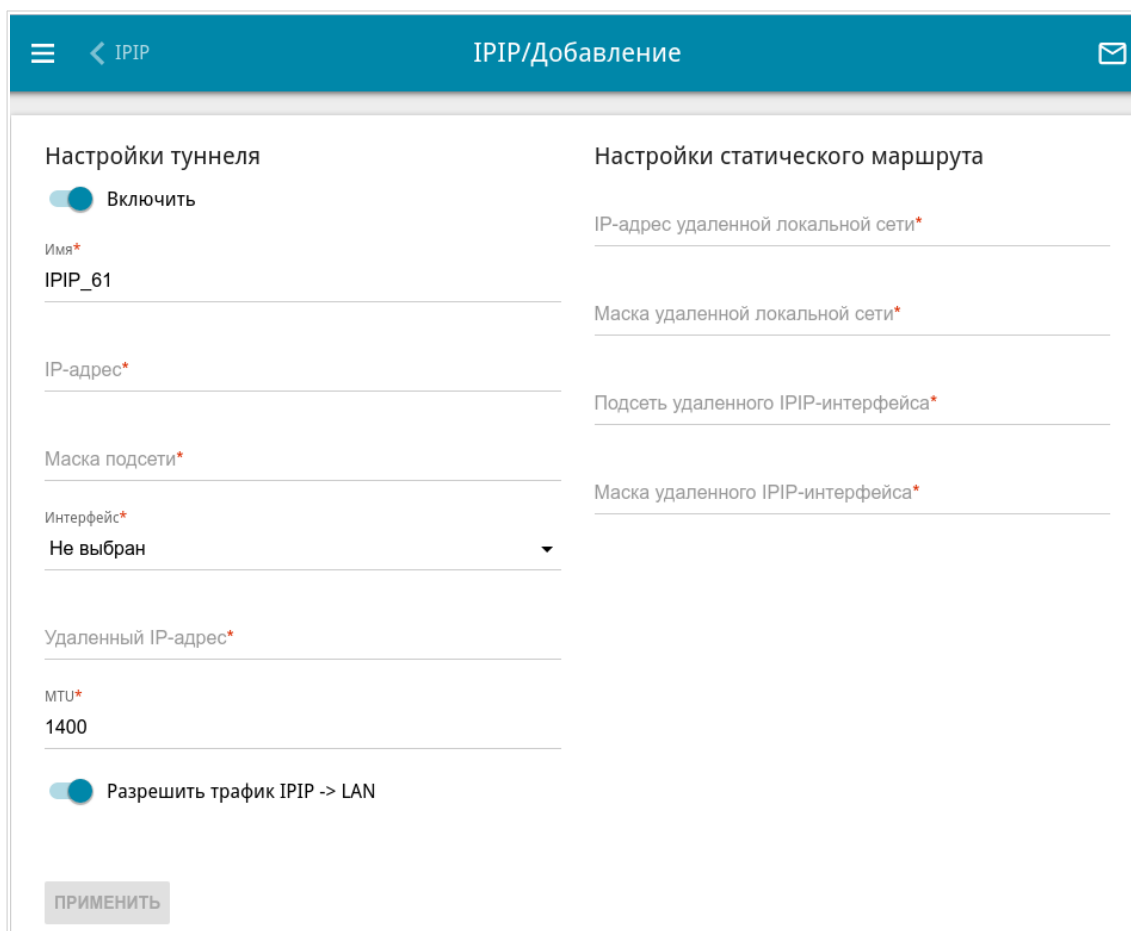 IPIP
IPIP/Добавление
Настройки туннеля
Включить
Имя*
IPIP_61
IP-адрес*
Маска подсети*
Интерфейс*
Не выбран
Удаленный IP-адрес*
MTU*
1400
Разрешить трафик IPIP -> LAN
ПРИМЕНИТЬ
Настройки статического маршрута
IP-адрес удаленной локальной сети*
Маска удаленной локальной сети*
Подсеть удаленного IPIP-интерфейса*
Маска удаленного IPIP-интерфейса*